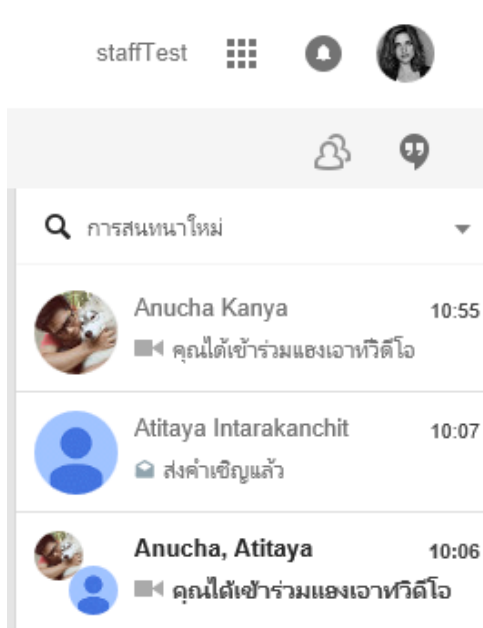 staffTest
การสนทนาใหม่
Anucha Kanya 10:55
คุณได้เข้าร่วมแฮงเอาท์วิดีโอ
Atitaya Intarakanchit 10:07
ส่งคำเชิญแล้ว
Anucha, Atitaya 10:06
คุณได้เข้าร่วมแฮงเอาท์วิดีโอ